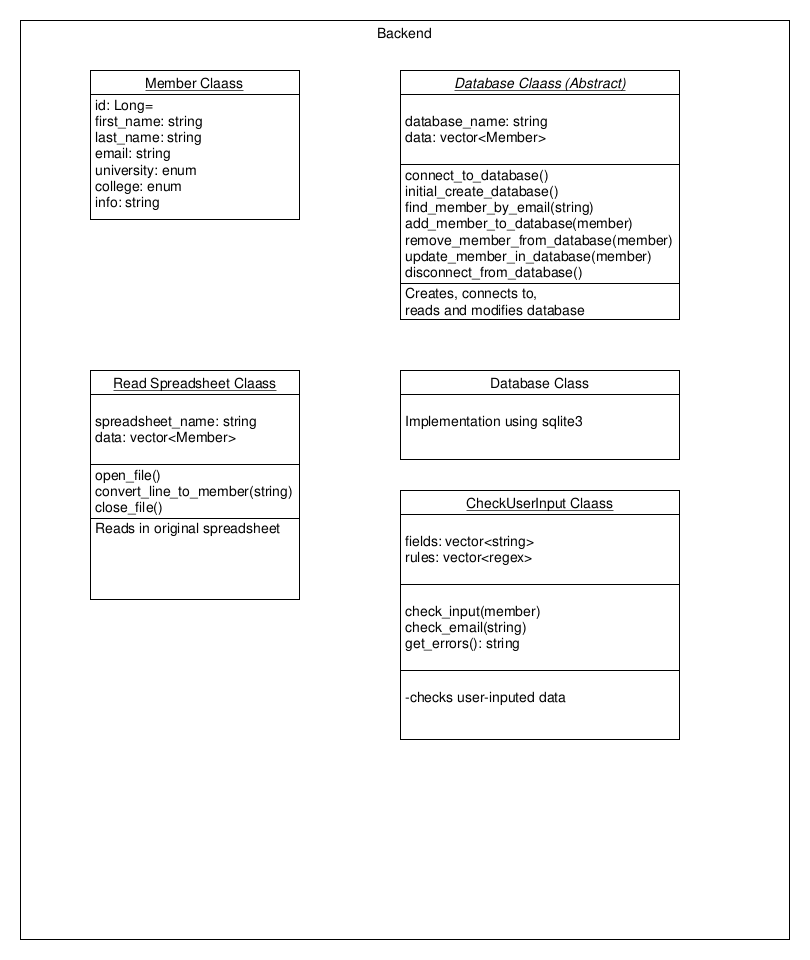 Backend
Member Claass
id: Long=
first_name: string
last_name: string
email: string
university: enum
college: enum
info: string
Database Claass (Abstract)
database_name: string
data: vector<Member>
connect_to_database()
initial_create_database()
find_member_by_email(string)
add_member_to_database(member)
remove_member_from_database(member)
update_member_in_database(member)
disconnect_from_database()
Creates, connects to,
reads and modifies database
Read Spreadsheet Claass
spreadsheet_name: string
data: vector<Member>
open_file()
convert_line_to_member(string)
close_file()
Reads in original spreadsheet
Database Class
Implementation using sqlite3
CheckUserInput Claass
fields: vector<string>
rules: vector<regex>
check_input(member)
check_email(string)
get_errors(): string
-checks user-inputed data